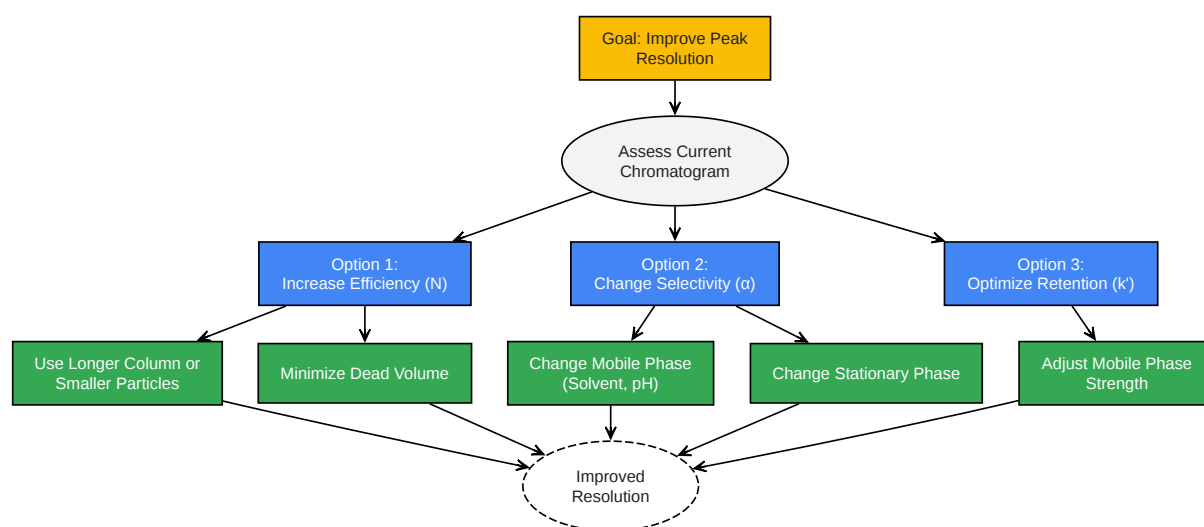 Goal: Improve Peak
Resolution
Assess Current
Chromatogram
Option 1:
Increase Efficiency (N)
Option 2:
Change Selectivity (α)
Option 3:
Optimize Retention (k')
Use Longer Column or
Smaller Particles
Minimize Dead Volume
Change Mobile Phase
(Solvent, pH)
Change Stationary Phase
Adjust Mobile Phase
Strength
Improved
Resolution